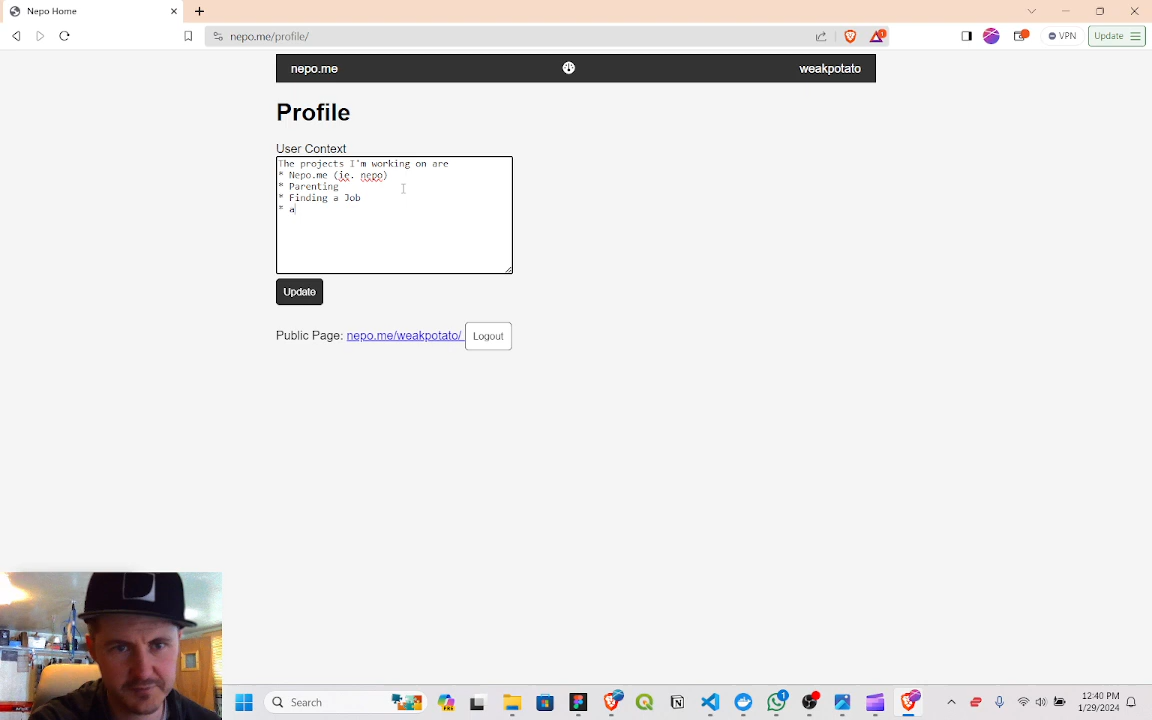 Nepo Home
nepo.me/profile/
VPN
Update
nepo.me
weakpotato
Profile
User Context
The projects I'm working on are
* Nepo.me (ie. nepo)
* Parenting
* Finding a Job
* a
Update
Public Page: nepo.me/weakpotato/ Logout
Search
12:40 PM
1/29/2024